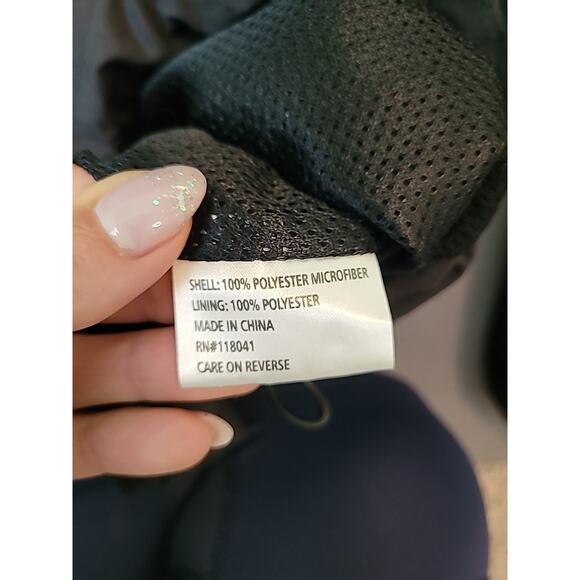 SHELL: 100% POLYESTER MICROFIBER
LINING: 100% POLYESTER
MADE IN CHINA
RN#118041
CARE ON REVERSE